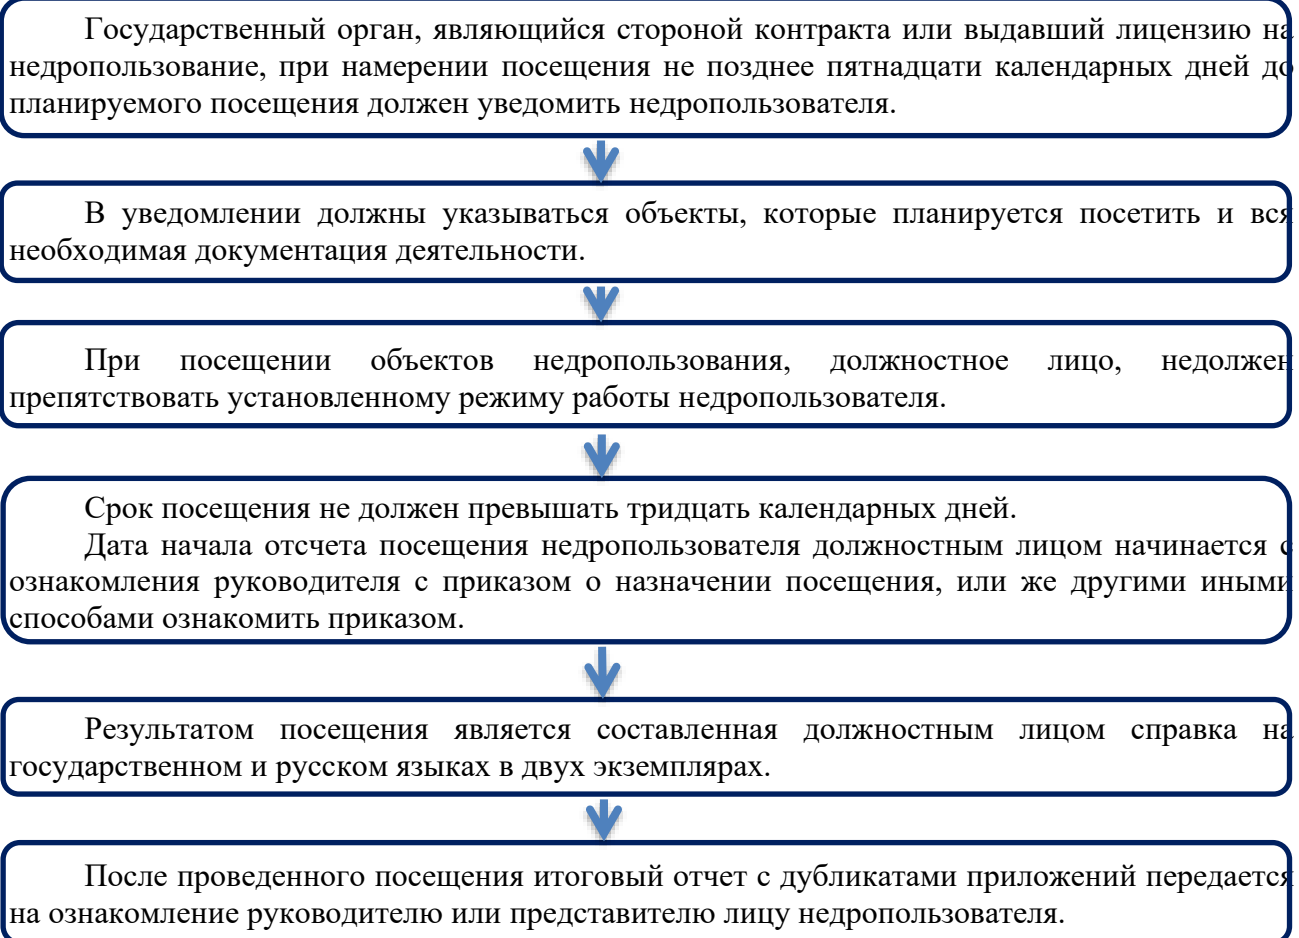 Государственный орган, являющийся стороной контракта или выдавший лицензию на
недропользование, при намерении посещения не позднее пятнадцати календарных дней до
планируемого посещения должен уведомить недропользователя.
В уведомлении должны указываться объекты, которые планируется посетить и вся
необходимая документация деятельности.
При посещении объектов недропользования, должностное лицо, недолжен
препятствовать установленному режиму работы недропользователя.
Срок посещения не должен превышать тридцать календарных дней.
Дата начала отсчета посещения недропользователя должностным лицом начинается с
ознакомления руководителя с приказом о назначении посещения, или же другими иными
способами ознакомить приказом.
Результатом посещения является составленная должностным лицом справка на
государственном и русском языках в двух экземплярах.
После проведенного посещения итоговый отчет с дубликатами приложений передается
на ознакомление руководителю или представителю лицу недропользователя.